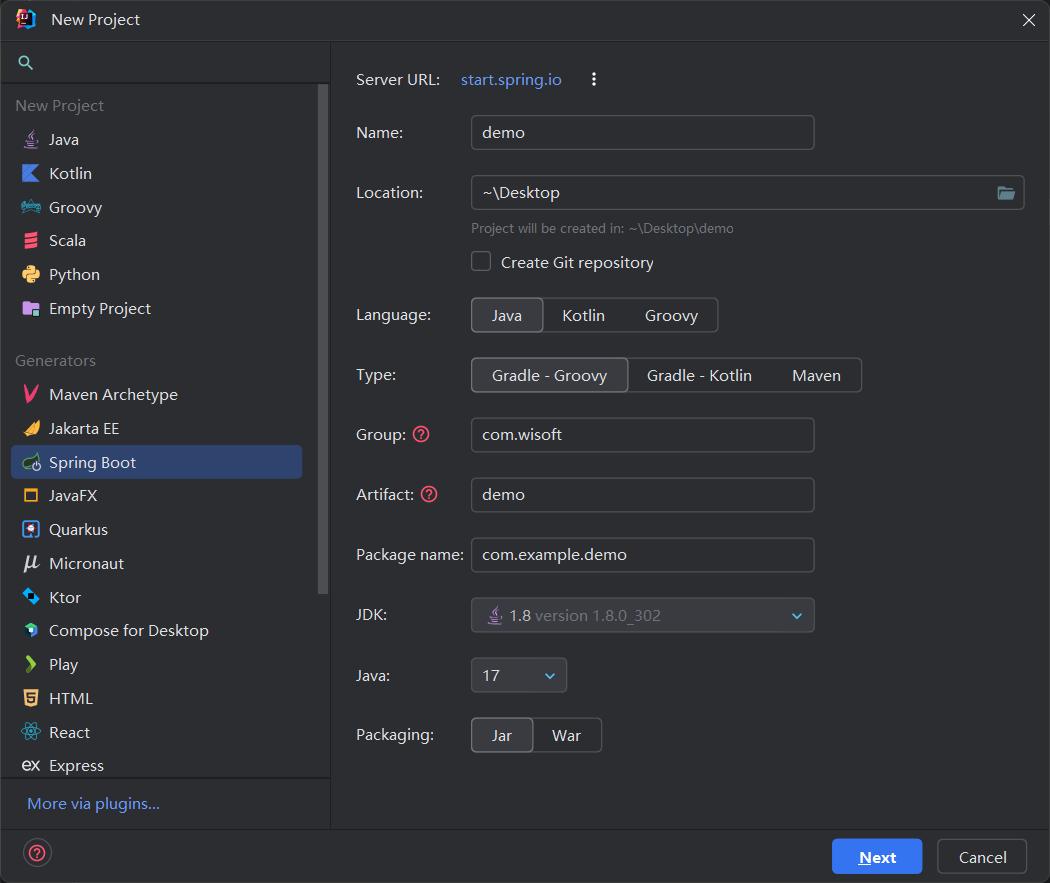 New Project
New Project
Java
Kotlin
Groovy
Scala
Python
Empty Project
Generators
Maven Archetype
Jakarta EE
Spring Boot
JavaFX
Quarkus
Micronaut
Ktor
Compose for Desktop
Play
HTML
React
ex Express
More via plugins...
Server URL: start.spring.io
Name: demo
Location: ~\Desktop
Project will be created in: ~\Desktop\demo
Create Git repository
Language: Java Kotlin Groovy
Type: Gradle - Groovy Gradle - Kotlin Maven
Group: ? com.wisoft
Artifact: ? demo
Package name: com.example.demo
JDK: 1.8 version 1.8.0_302
Java: 17
Packaging: Jar War
? Next Cancel